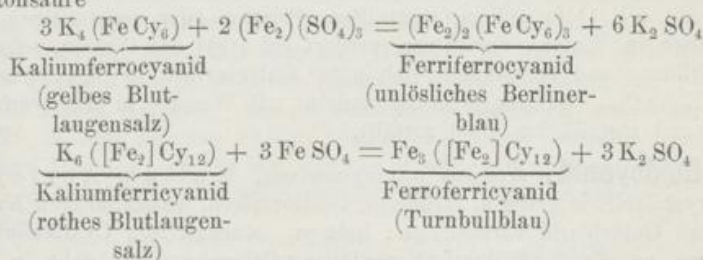 3 K₄ (Fe Cy₆) + 2 (Fe₂) (SO₄)₃ = (Fe₂)₂ (Fe Cy₆)₃ + 6 K₂ SO₄
Kaliumferrocyanid Ferriferrocyanid
(gelbes Blut- (unlösliches Berliner-
laugensalz) blau)
K₆ ([Fe₂] Cy₁₂) + 3 Fe SO₄ = Fe₃ ([Fe₂] Cy₁₂) + 3 K₂ SO₄
Kaliumferricyanid Ferroferricyanid
(rothes Blutlaugen- (Turnbullblau)
salz)